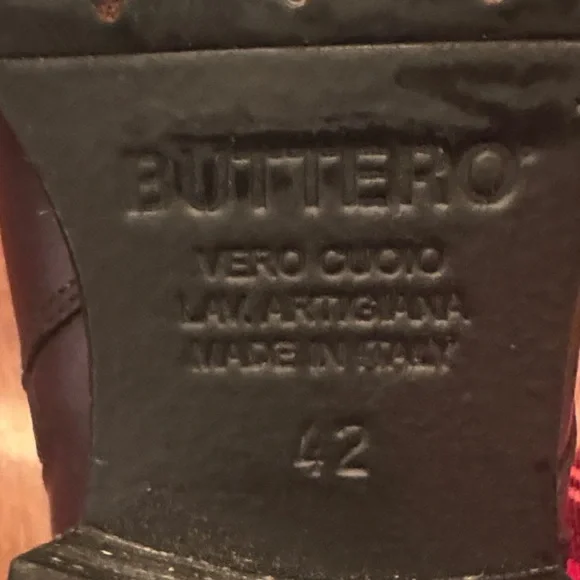 BUTTERO
VERO CUOIO
LAV. ARTIGIANA
MADE IN ITALY
42